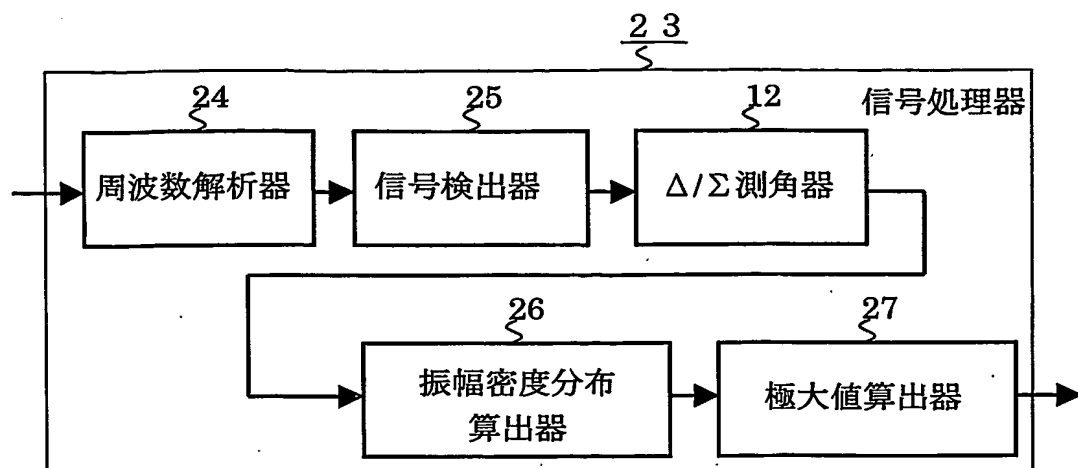 23
信号処理器
24
周波数解析器
25
信号検出器
12
Δ/Σ測角器
26
振幅密度分布
算出器
27
極大値算出器